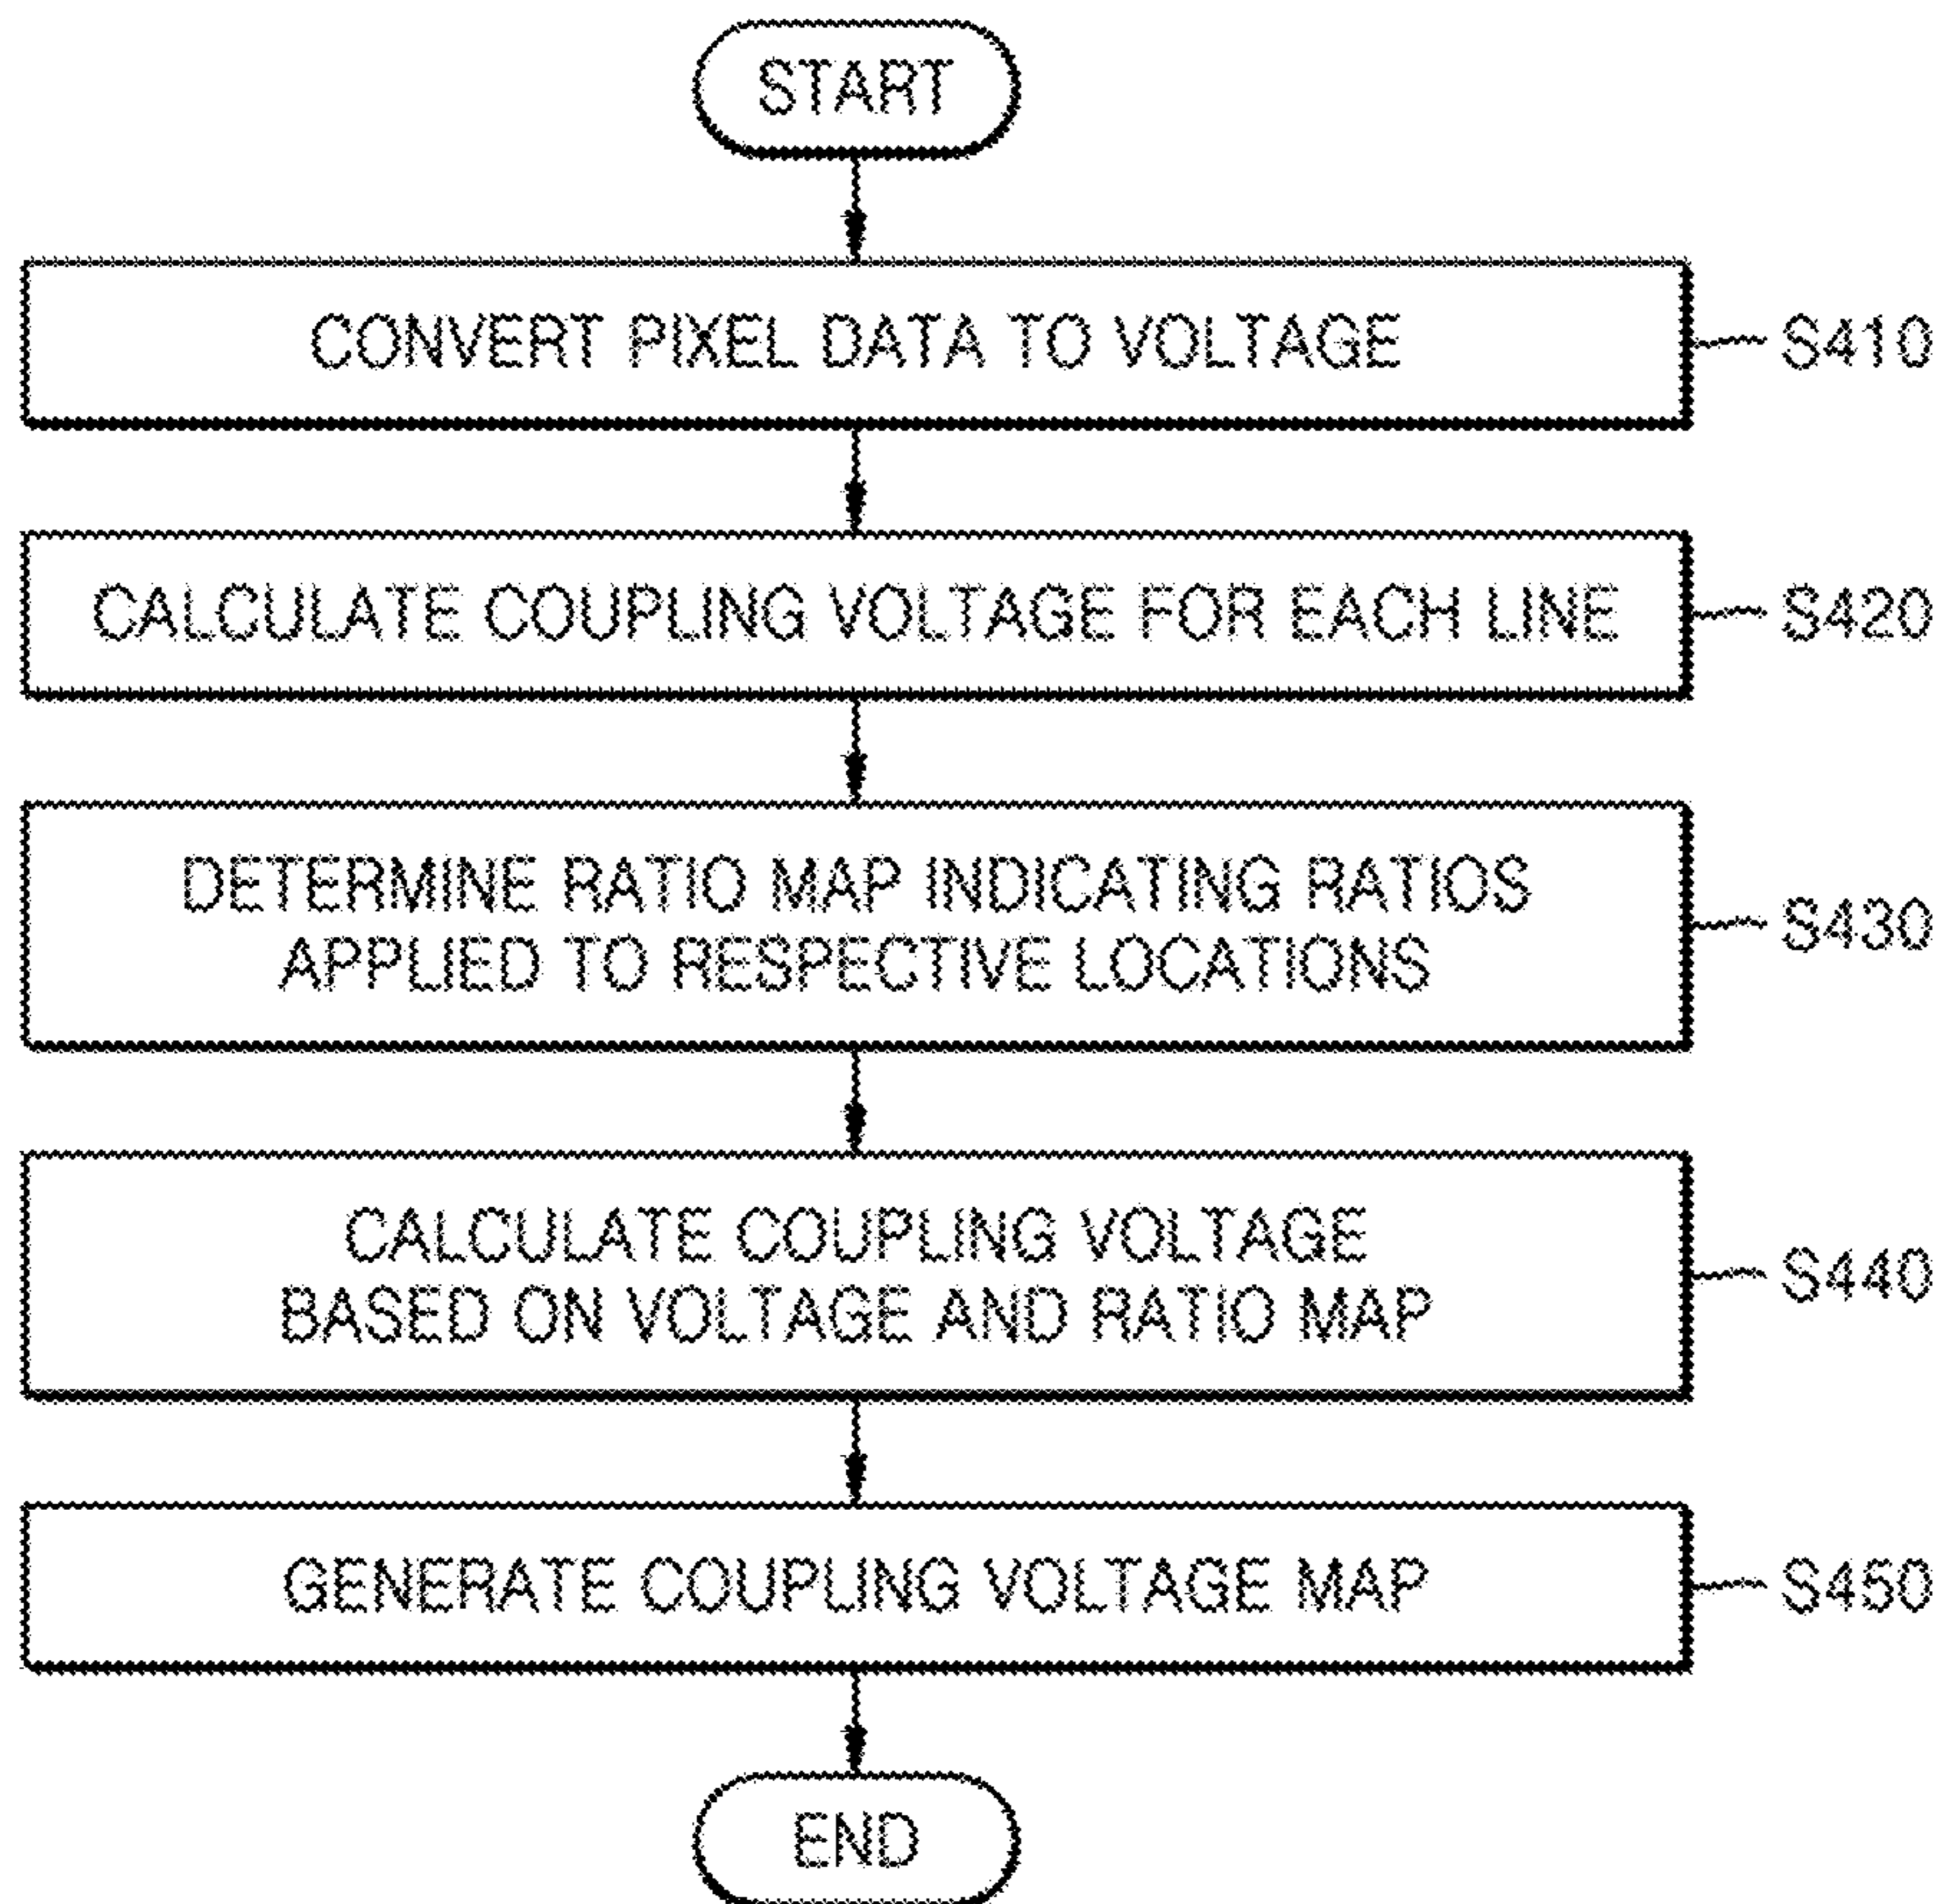 START
CONVERT PIXEL DATA TO VOLTAGE
S410
CALCULATE COUPLING VOLTAGE FOR EACH LINE
S420
DETERMINE RATIO MAP INDICATING RATIOS
APPLIED TO RESPECTIVE LOCATIONS
S430
CALCULATE COUPLING VOLTAGE
BASED ON VOLTAGE AND RATIO MAP
S440
GENERATE COUPLING VOLTAGE MAP
S450
END